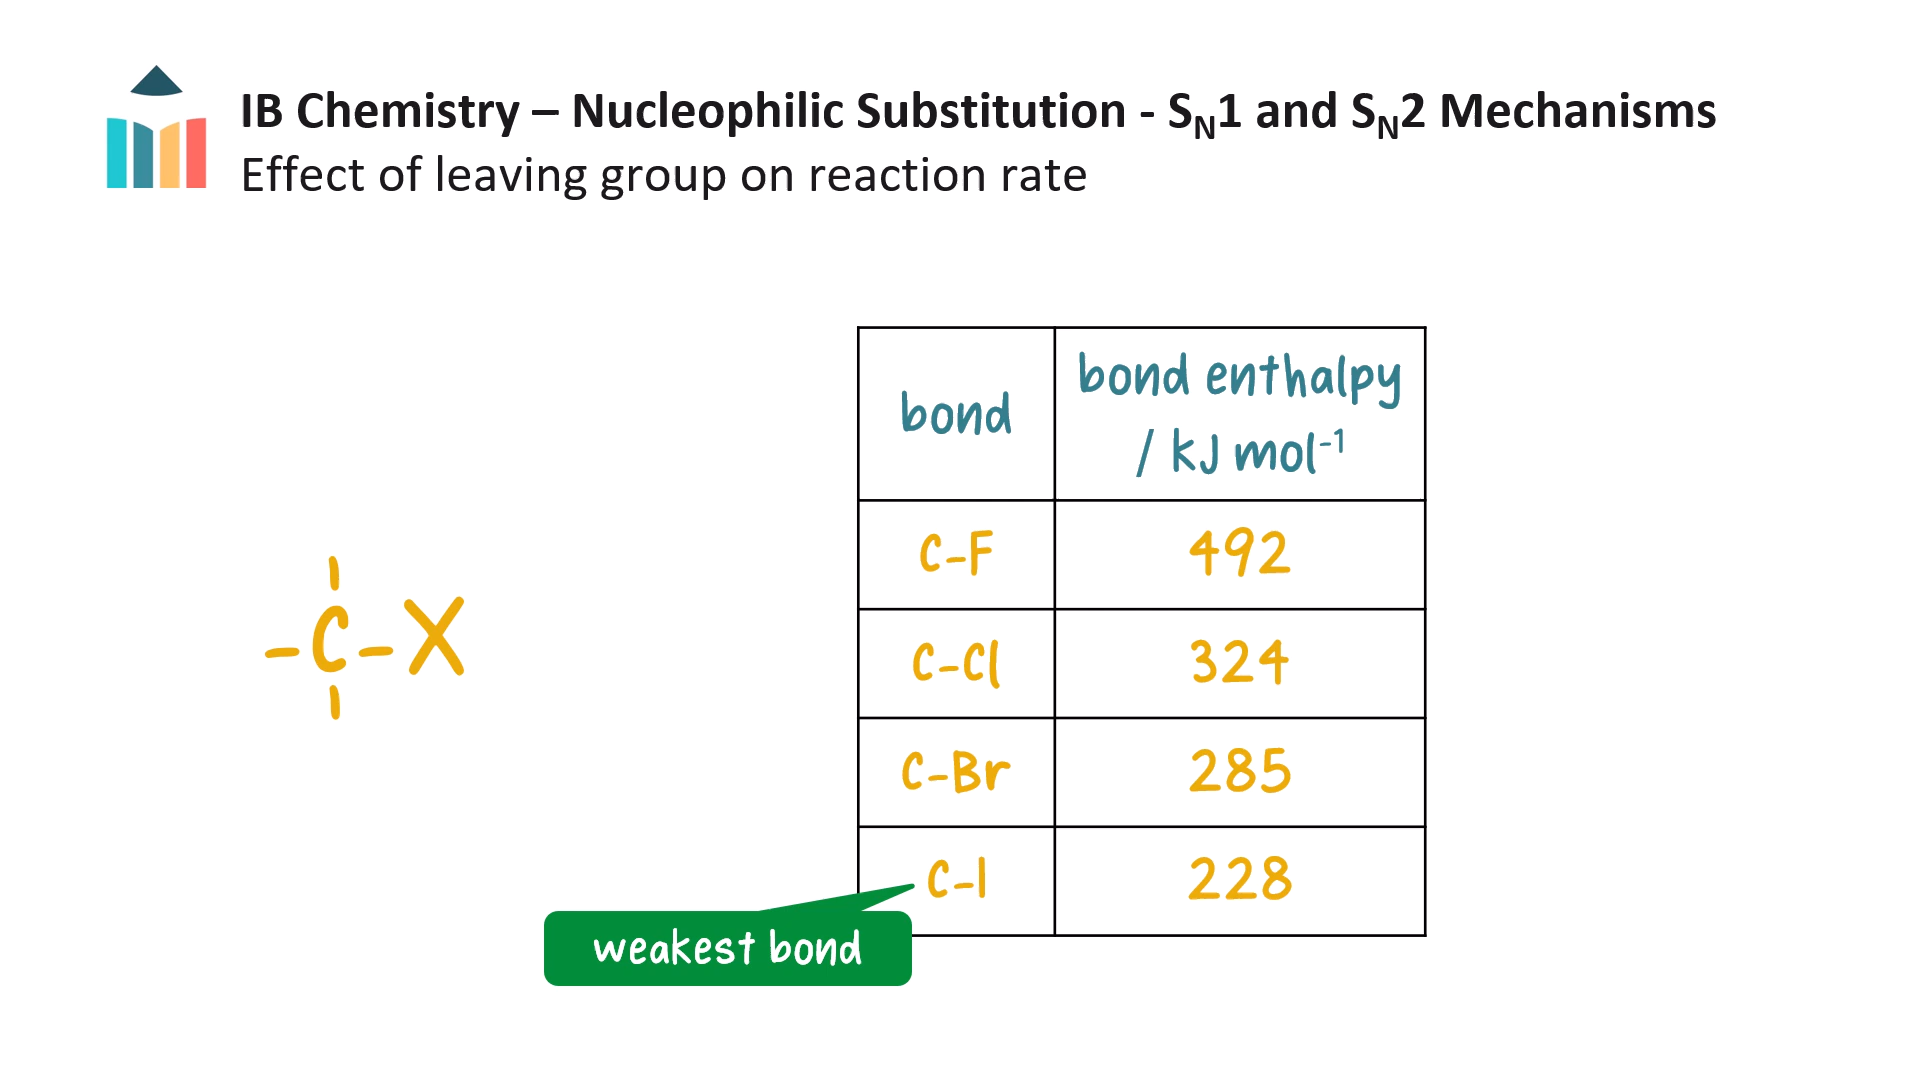 IB Chemistry – Nucleophilic Substitution - SN1 and SN2 Mechanisms
Effect of leaving group on reaction rate
bond
bond enthalpy
/ kJ mol⁻¹
C-F 492
C-Cl 324
C-Br 285
C-I 228
-C-X
weakest bond